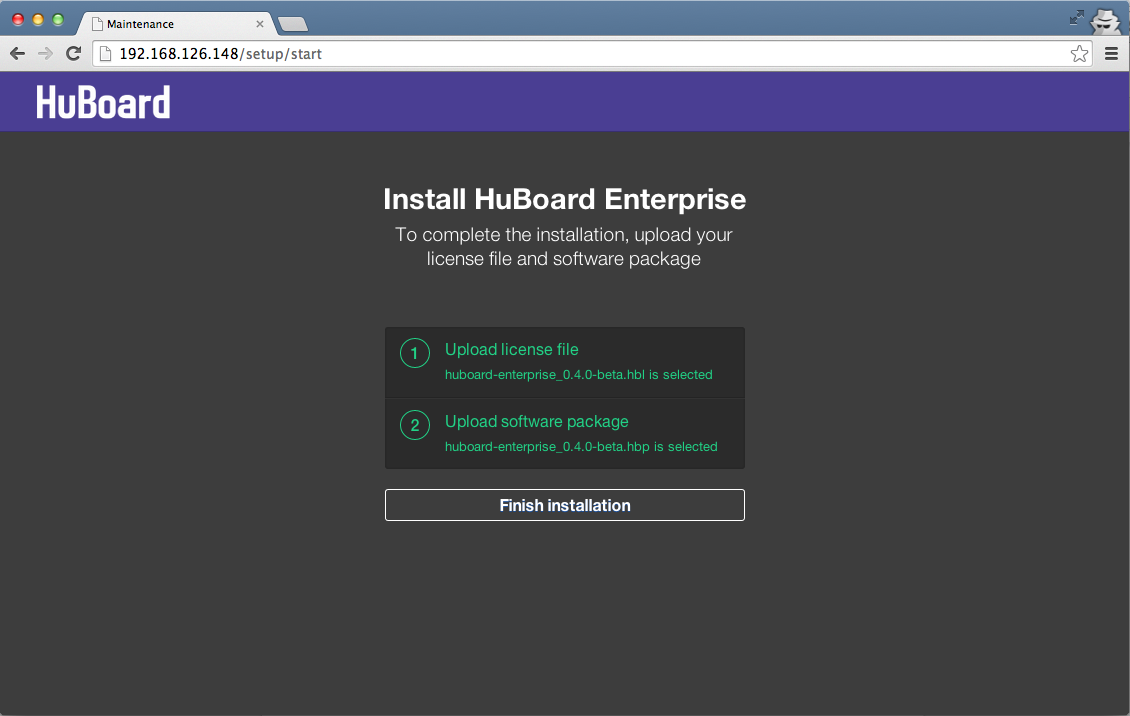 Maintenance
192.168.126.148/setup/start
HuBoard
Install HuBoard Enterprise
To complete the installation, upload your
license file and software package
1 Upload license file
huboard-enterprise_0.4.0-beta.hbl is selected
2 Upload software package
huboard-enterprise_0.4.0-beta.hbp is selected
Finish installation